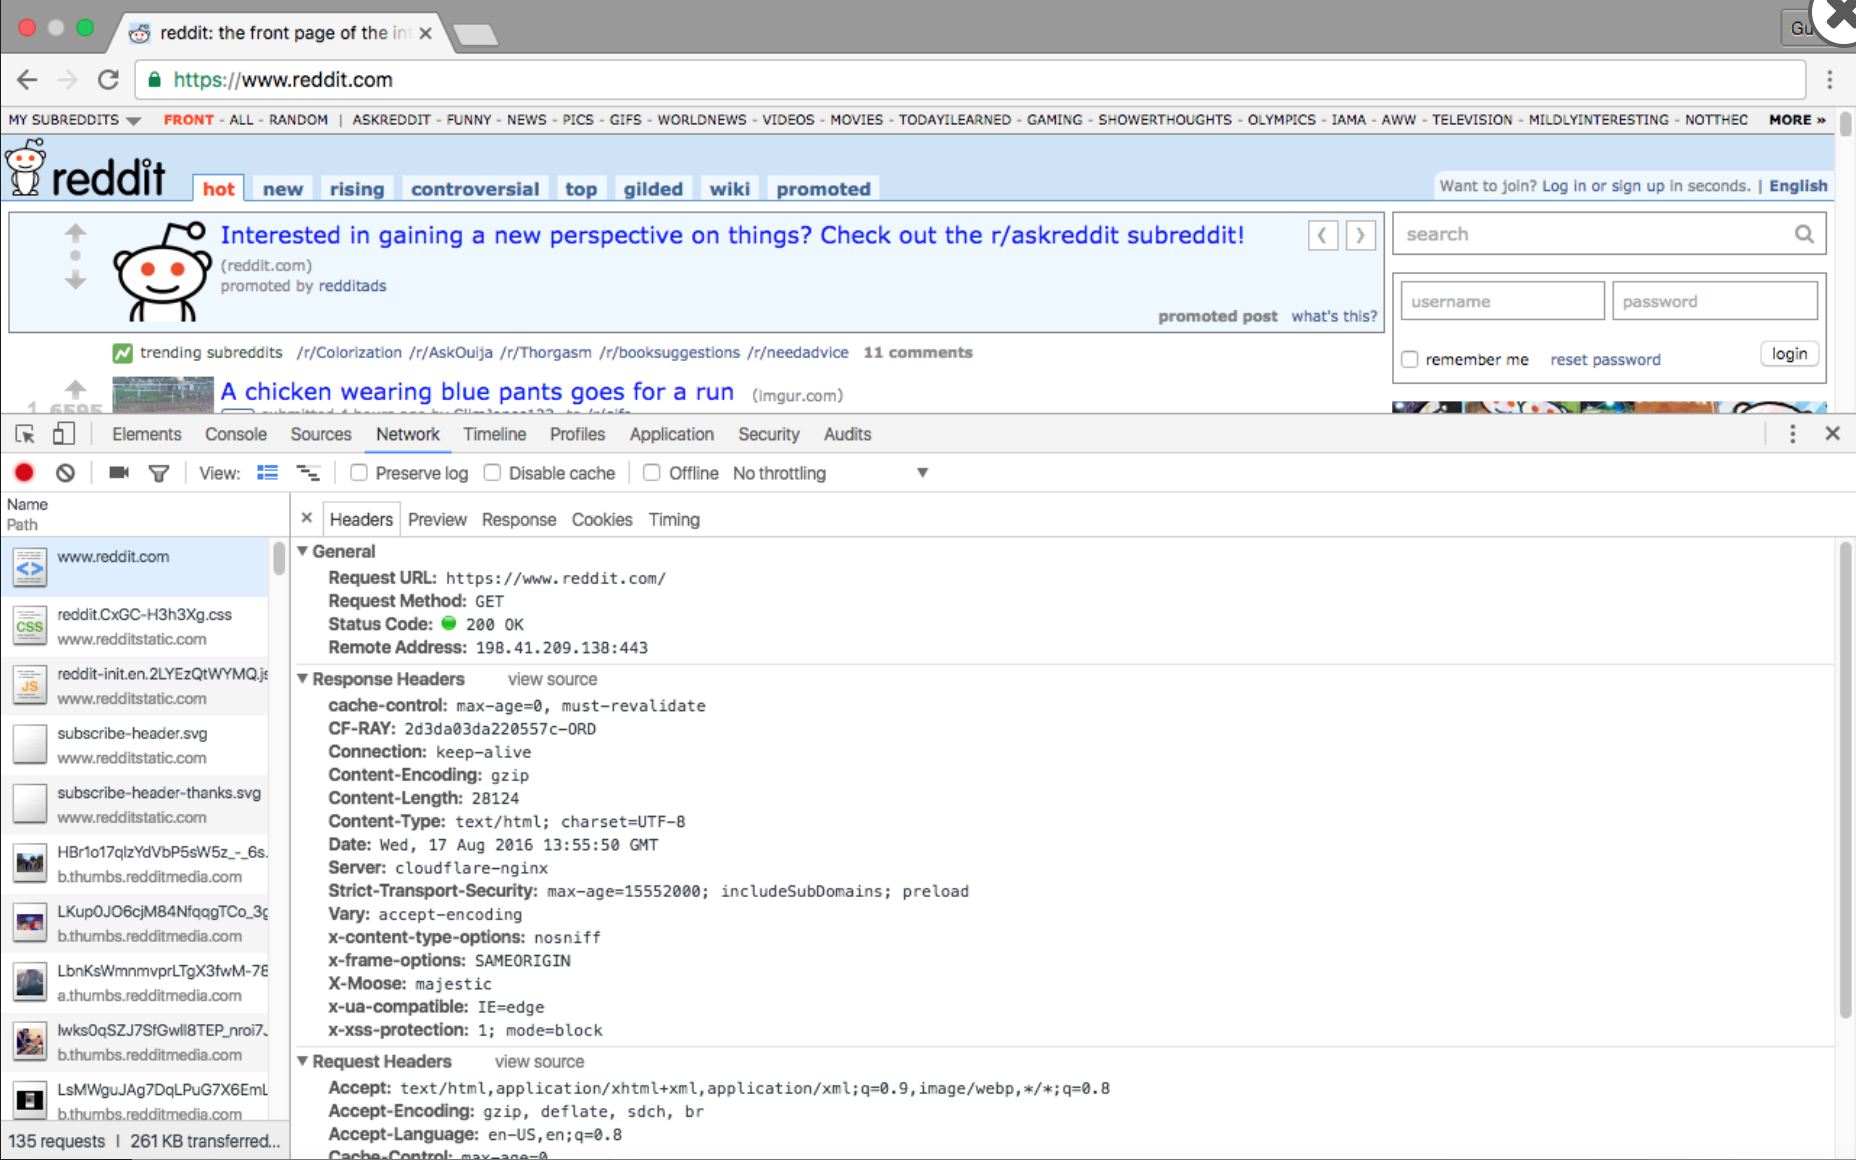 reddit: the front page of the in
Gu
https://www.reddit.com
MY SUBREDDITS FRONT - ALL - RANDOM | ASKREDDIT - FUNNY - NEWS - PICS - GIFS - WORLDNEWS - VIDEOS - MOVIES - TODAYILEARNED - GAMING - SHOWERTHOUGHTS - OLYMPICS - IAMA - AWW - TELEVISION - MILDLYINTERESTING - NOTTHEO MORE »
reddit hot new rising controversial top gilded wiki promoted
Want to join? Log in or sign up in seconds. | English
Interested in gaining a new perspective on things? Check out the r/askreddit subreddit!
(reddit.com)
promoted by redditads
promoted post what's this?
search
username password
remember me reset password login
trending subreddits /r/Colorization /r/AskOuija /r/Thorgasm /r/booksuggestions /r/needadvice 11 comments
A chicken wearing blue pants goes for a run (imgur.com)
Elements Console Sources Network Timeline Profiles Application Security Audits
View: Preserve log Disable cache Offline No throttling
Name
Path
www.reddit.com
reddit.CxGC-H3h3Xg.css
www.redditstatic.com
reddit-init.en.2LYEzQtWYMQ.js
www.redditstatic.com
subscribe-header.svg
www.redditstatic.com
subscribe-header-thanks.svg
www.redditstatic.com
HBr1o17qlzYdVbP5sW5z_-_6s.
b.thumbs.redditmedia.com
LKup0JO6cjM84NfqqgTCo_3g
b.thumbs.redditmedia.com
LbnKsWmnmvprLTgX3fwM-78
a.thumbs.redditmedia.com
Iwks0qSZJ7SfGwll8TEP_nroi7J
b.thumbs.redditmedia.com
LsMWguJAg7DqLPuG7X6EmL
b.thumbs.redditmedia.com
135 requests | 261 KB transferred...
Headers Preview Response Cookies Timing
General
Request URL: https://www.reddit.com/
Request Method: GET
Status Code: 200 OK
Remote Address: 198.41.209.138:443
Response Headers view source
cache-control: max-age=0, must-revalidate
CF-RAY: 2d3da03da220557c-ORD
Connection: keep-alive
Content-Encoding: gzip
Content-Length: 28124
Content-Type: text/html; charset=UTF-8
Date: Wed, 17 Aug 2016 13:55:50 GMT
Server: cloudflare-nginx
Strict-Transport-Security: max-age=15552000; includeSubDomains; preload
Vary: accept-encoding
x-content-type-options: nosniff
x-frame-options: SAMEORIGIN
X-Moose: majestic
x-ua-compatible: IE=edge
x-xss-protection: 1; mode=block
Request Headers view source
Accept: text/html,application/xhtml+xml,application/xml;q=0.9,image/webp,*/*;q=0.8
Accept-Encoding: gzip, deflate, sdch, br
Accept-Language: en-US,en;q=0.8
Cache-Control: max-age=0